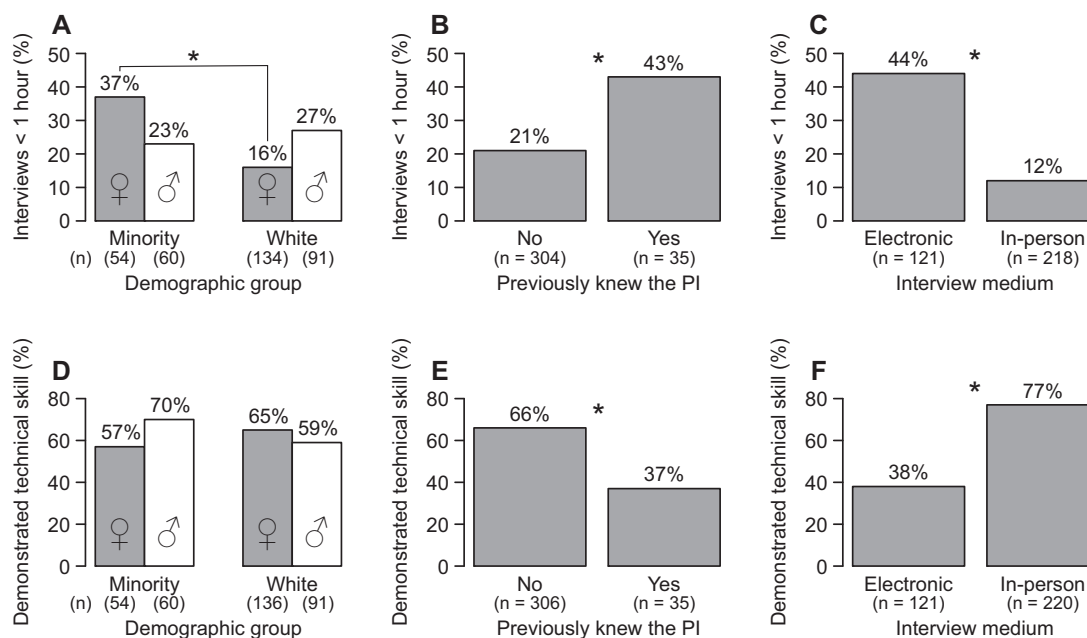 A
Interviews < 1 hour (%)
50
40
30
20
10
0
*
37%
23%
16%
27%
♀ ♂ ♀ ♂
Minority White
(n) (54) (60) (134) (91)
Demographic group
B
Interviews < 1 hour (%)
50
40
30
20
10
0
*
21%
43%
No Yes
(n = 304) (n = 35)
Previously knew the PI
C
Interviews < 1 hour (%)
50
40
30
20
10
0
44%
*
12%
Electronic In-person
(n = 121) (n = 218)
Interview medium
D
Demonstrated technical skill (%)
80
60
40
20
0
57%
70%
65%
59%
♀ ♂ ♀ ♂
Minority White
(n) (54) (60) (136) (91)
Demographic group
E
Demonstrated technical skill (%)
80
60
40
20
0
66%
*
37%
No Yes
(n = 306) (n = 35)
Previously knew the PI
F
Demonstrated technical skill (%)
80
60
40
20
0
38%
*
77%
Electronic In-person
(n = 121) (n = 220)
Interview medium